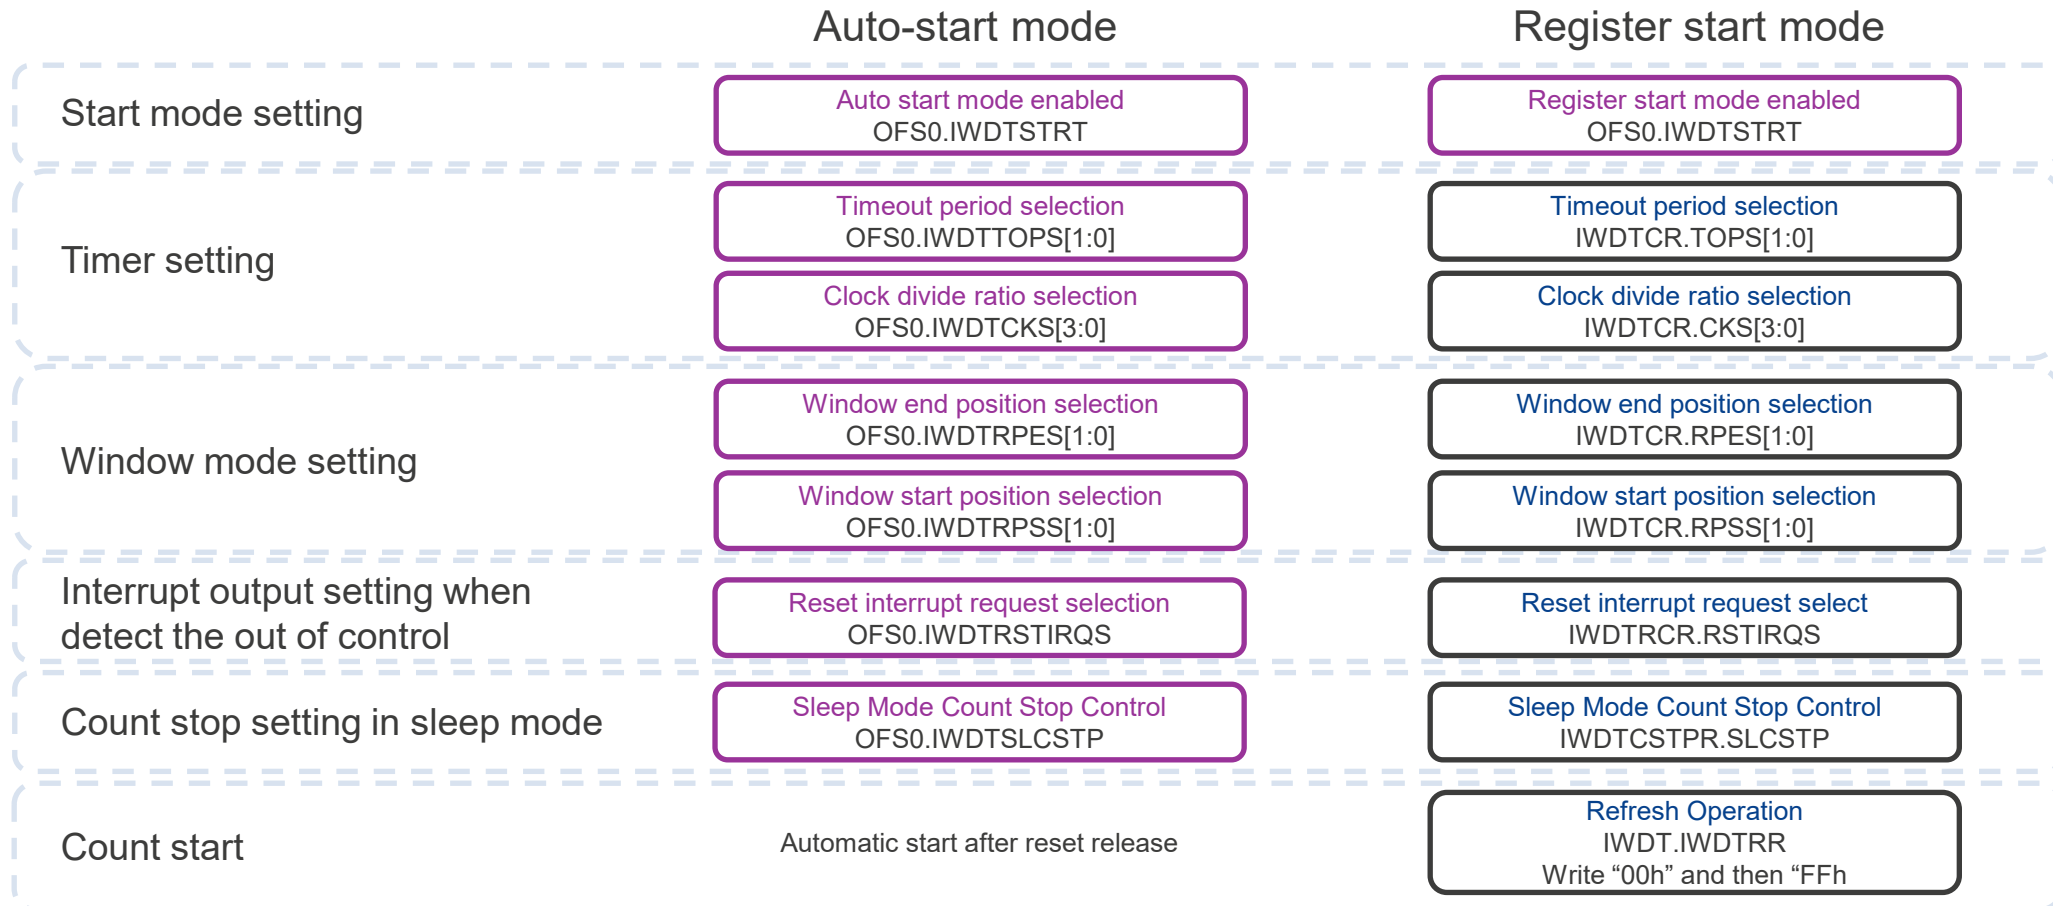 Auto-start mode
Register start mode
Start mode setting
Auto start mode enabled
OFS0.IWDTSTRT
Register start mode enabled
OFS0.IWDTSTRT
Timer setting
Timeout period selection
OFS0.IWDTTOPS[1:0]
Timeout period selection
IWDTCR.TOPS[1:0]
Clock divide ratio selection
OFS0.IWDTCKS[3:0]
Clock divide ratio selection
IWDTCR.CKS[3:0]
Window mode setting
Window end position selection
OFS0.IWDTRPES[1:0]
Window end position selection
IWDTCR.RPES[1:0]
Window start position selection
OFS0.IWDTRPSS[1:0]
Window start position selection
IWDTCR.RPSS[1:0]
Interrupt output setting when
detect the out of control
Reset interrupt request selection
OFS0.IWDTRSTIRQS
Reset interrupt request select
IWDTRCR.RSTIRQS
Count stop setting in sleep mode
Sleep Mode Count Stop Control
OFS0.IWDTSLCSTP
Sleep Mode Count Stop Control
IWDTCSTPR.SLCSTP
Count start
Automatic start after reset release
Refresh Operation
IWDT.IWDTRR
Write “00h” and then “FFh